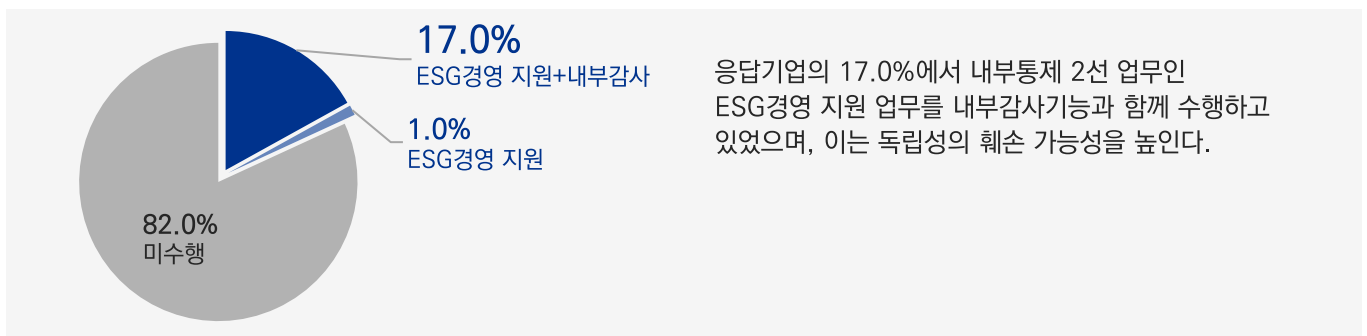 17.0%
ESG경영 지원+내부감사
1.0%
ESG경영 지원
82.0%
미수행
응답기업의 17.0%에서 내부통제 2선 업무인
ESG경영 지원 업무를 내부감사기능과 함께 수행하고
있었으며, 이는 독립성의 훼손 가능성을 높인다.